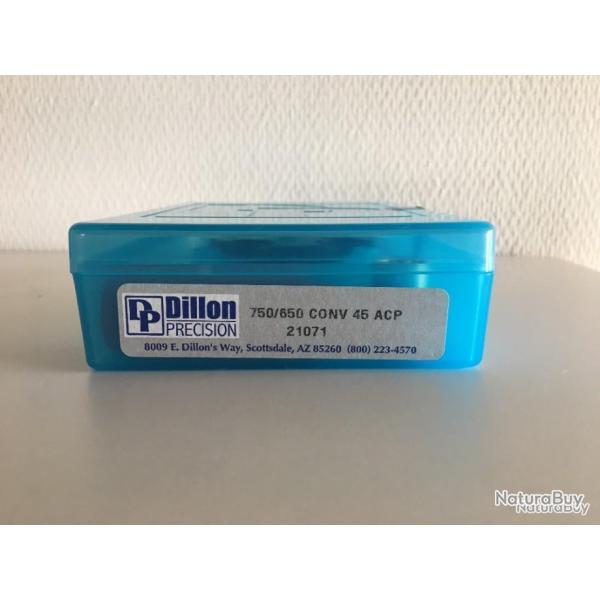 DP Dillon PRECISION
750/650 CONV 45 ACP
21071
8009 E. Dillon's Way, Scottsdale, AZ 85260 (800) 223-4570
NaturaBuy
NaturaBuy